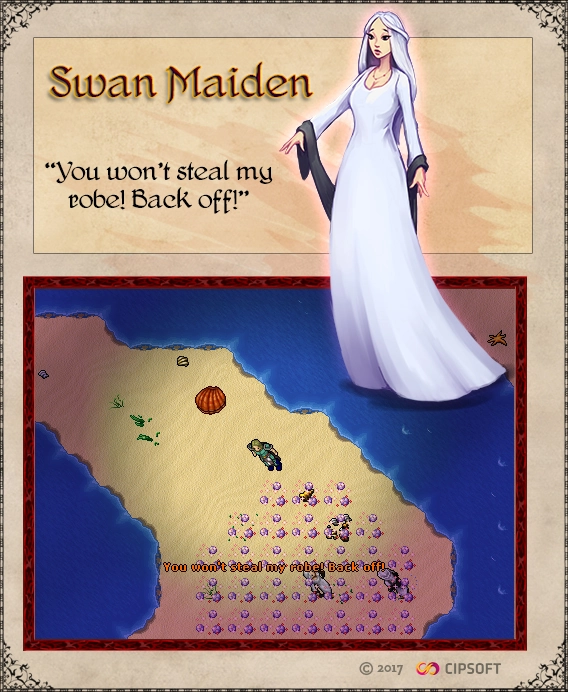 Swan Maiden
“You won’t steal my
robe! Back off!”
You won't steal my robe! Back off!
© 2017 CIPSOFT